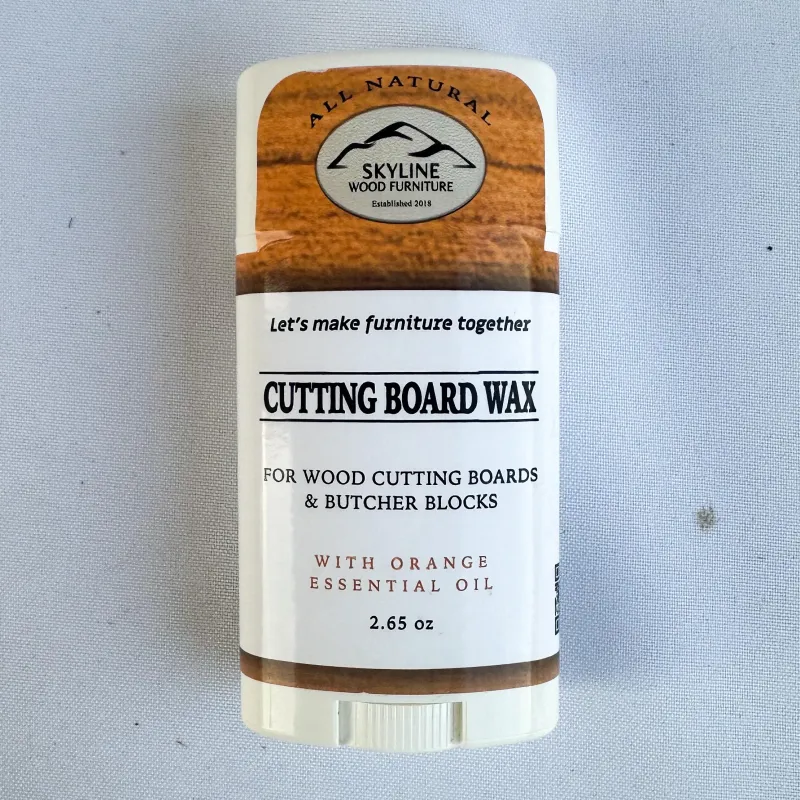 ALL NATURAL
SKYLINE
WOOD FURNITURE
Established 2018
Let's make furniture together
CUTTING BOARD WAX
FOR WOOD CUTTING BOARDS
& BUTCHER BLOCKS
WITH ORANGE
ESSENTIAL OIL
2.65 oz